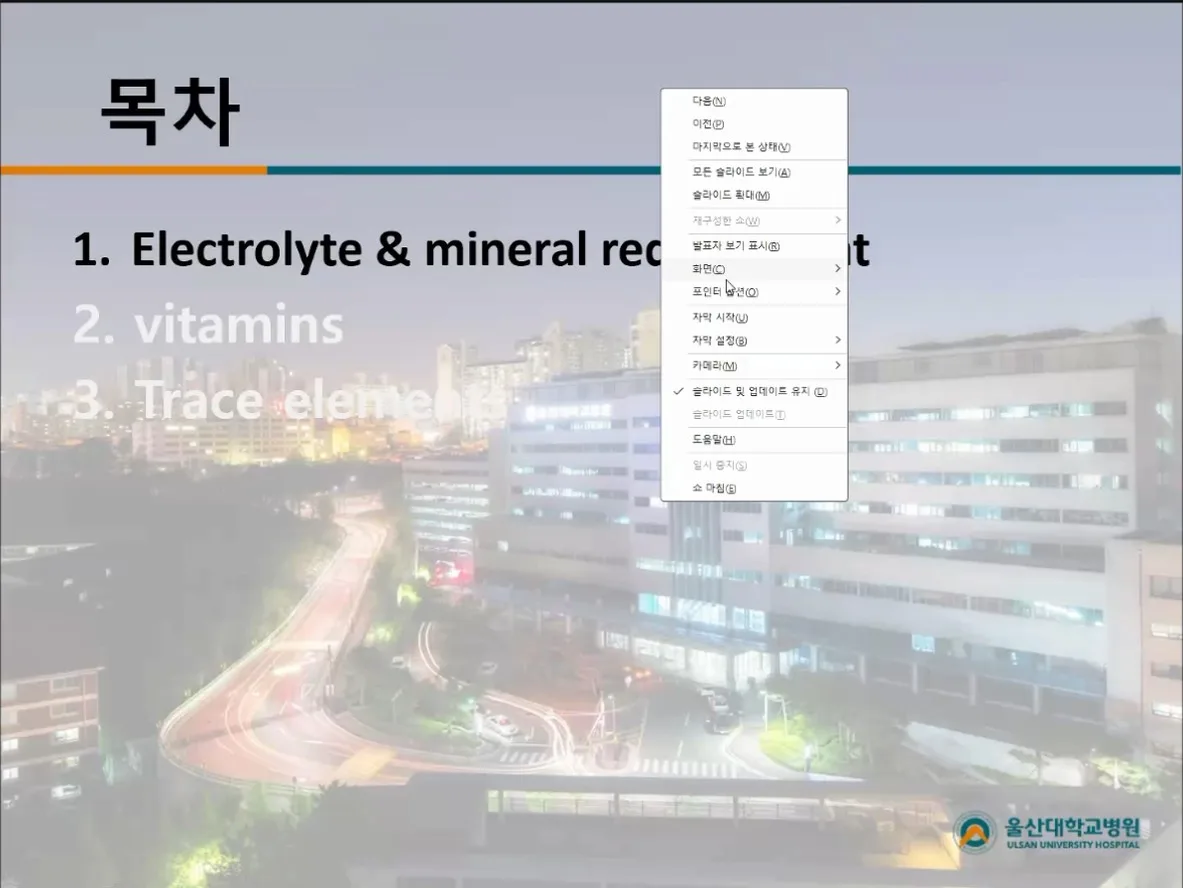 목차
1. Electrolyte & mineral req t
2. vitamins
3. Trace element
다음(N)
이전(P)
마지막으로 본 상태(V)
모든 슬라이드 보기(A)
슬라이드 확대(M)
재구성한 쇼(W)
발표자 보기 표시(R)
화면(C)
포인터 옵션(O)
자막 시작(U)
자막 설정(B)
카메라(M)
슬라이드 및 업데이트 유지 (D)
슬라이드 업데이트(T)
도움말(H)
일시 중지(S)
쇼 마침(E)
울산대학교병원
ULSAN UNIVERSITY HOSPITAL